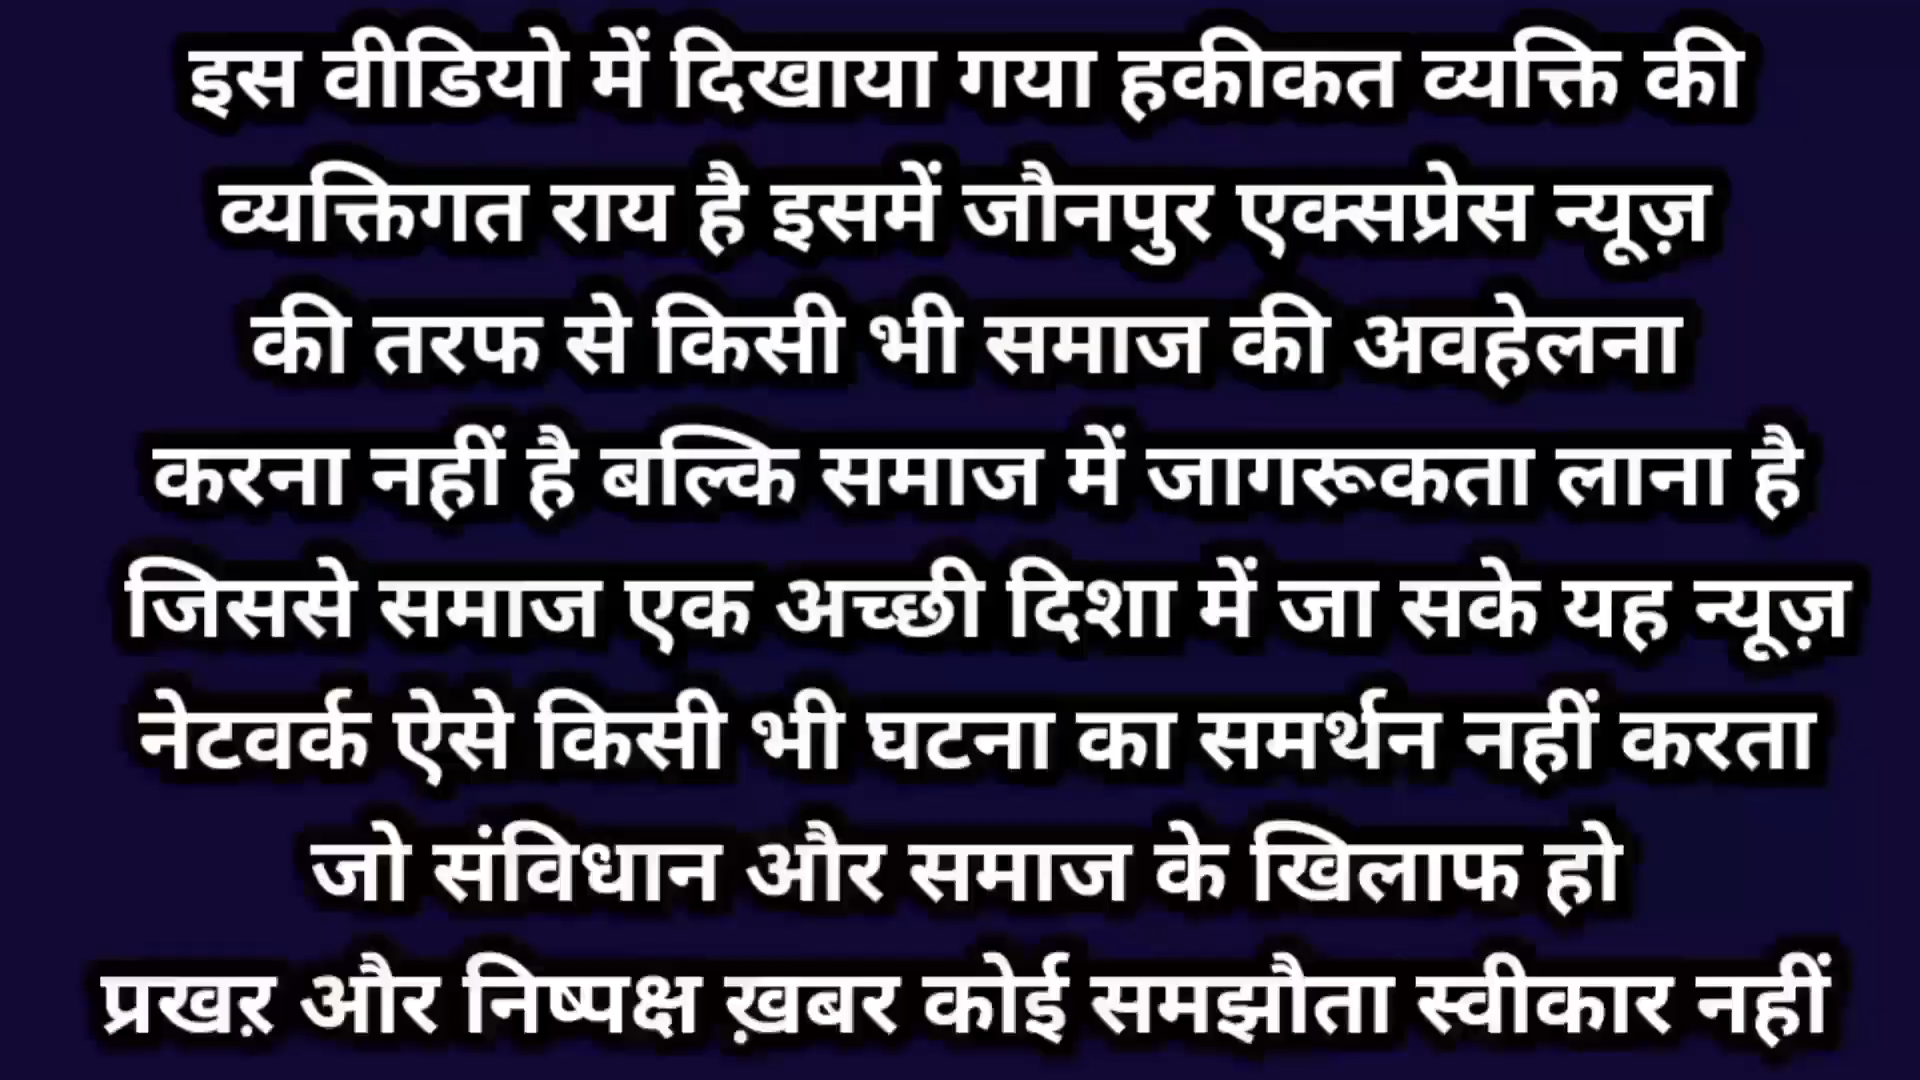 इस वीडियो में दिखाया गया हकीकत व्यक्ति की
व्यक्तिगत राय है इसमें जौनपुर एक्सप्रेस न्यूज़
की तरफ से किसी भी समाज की अवहेलना
करना नहीं है बल्कि समाज में जागरूकता लाना है
जिससे समाज एक अच्छी दिशा में जा सके यह न्यूज़
नेटवर्क ऐसे किसी भी घटना का समर्थन नहीं करता
जो संविधान और समाज के खिलाफ हो
प्रखऱ और निष्पक्ष ख़बर कोई समझौता स्वीकार नहीं